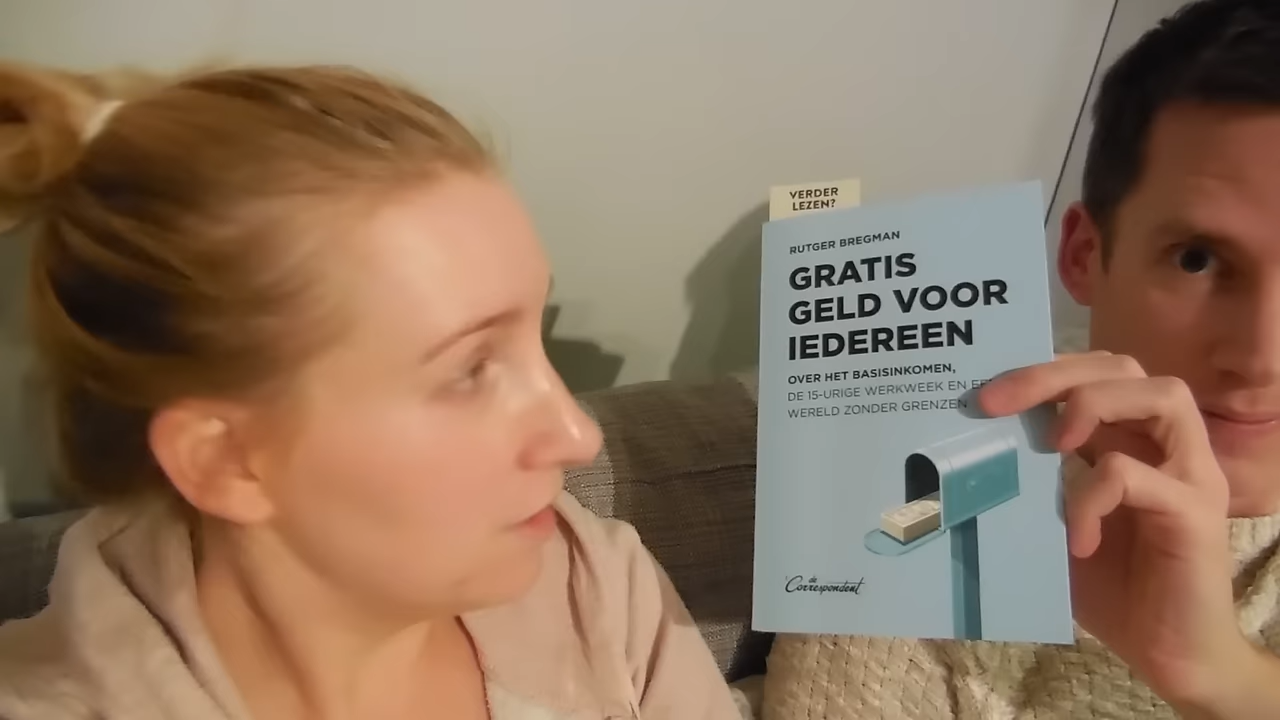 VERDER
LEZEN?
RUTGER BREGMAN
GRATIS
GELD VOOR
IEDEREEN
OVER HET BASISINKOMEN,
DE 15-URIGE WERKWEEK EN
WERELD ZONDER GRENZEN
de
Correspondent